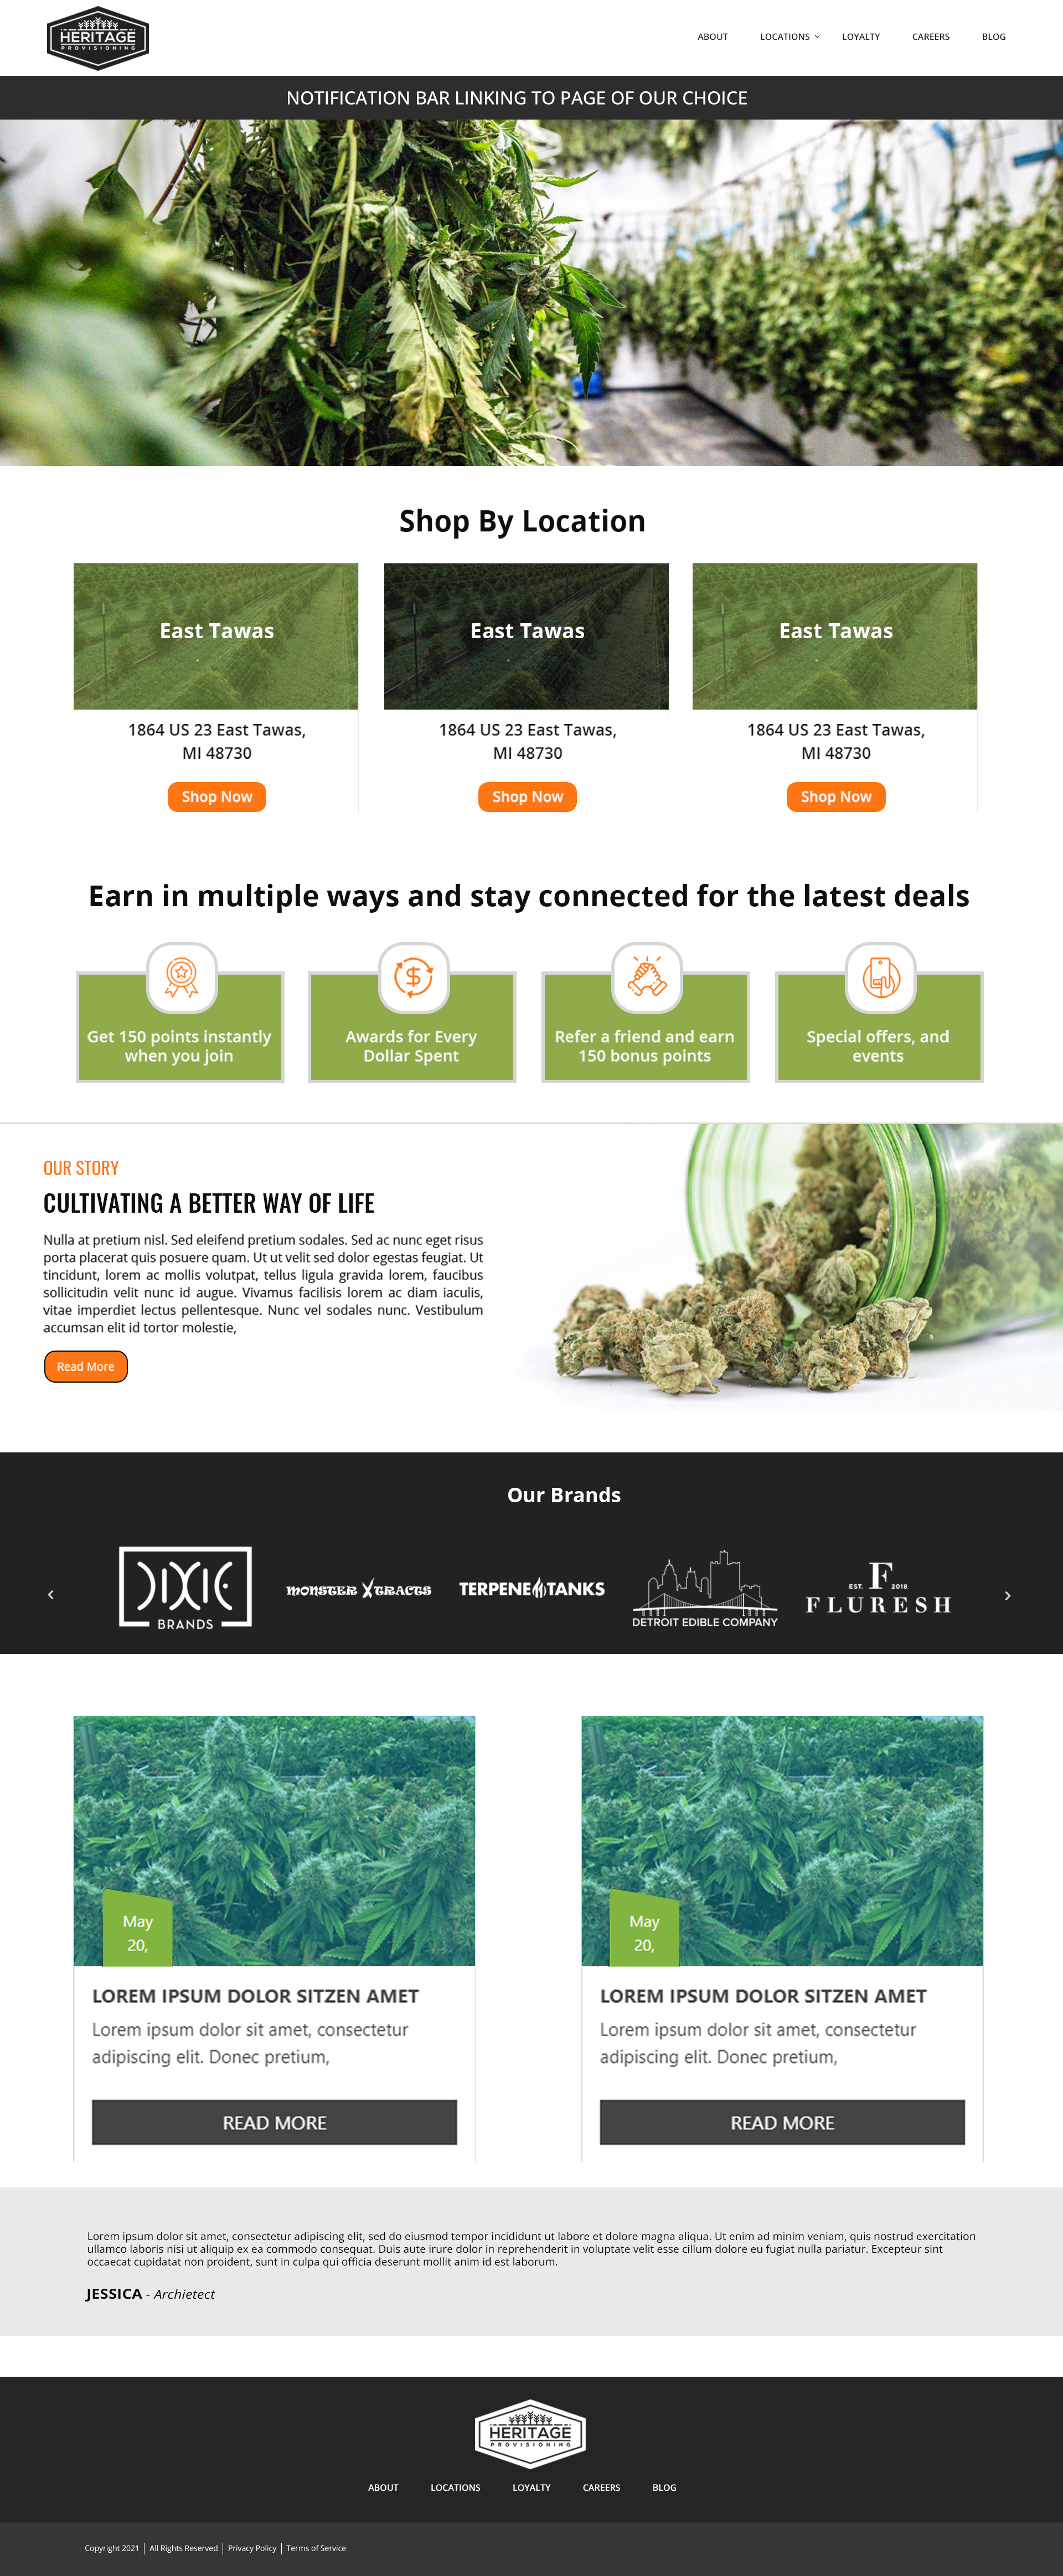 HERITAGE
PROVISIONING
ABOUT LOCATIONS LOYALTY CAREERS BLOG
NOTIFICATION BAR LINKING TO PAGE OF OUR CHOICE
Shop By Location
East Tawas
1864 US 23 East Tawas,
MI 48730
Shop Now
East Tawas
1864 US 23 East Tawas,
MI 48730
Shop Now
East Tawas
1864 US 23 East Tawas,
MI 48730
Shop Now
Earn in multiple ways and stay connected for the latest deals
Get 150 points instantly
when you join
Awards for Every
Dollar Spent
Refer a friend and earn
150 bonus points
Special offers, and
events
OUR STORY
CULTIVATING A BETTER WAY OF LIFE
Nulla at pretium nisl. Sed eleifend pretium sodales. Sed ac nunc eget risus
porta placerat quis posuere quam. Ut ut velit sed dolor egestas feugiat. Ut
tincidunt, lorem ac mollis volutpat, tellus ligula gravida lorem, faucibus
sollicitudin velit nunc id augue. Vivamus facilisis lorem ac diam iaculis,
vitae imperdiet lectus pellentesque. Nunc vel sodales nunc. Vestibulum
accumsan elit id tortor molestie,
Read More
Our Brands
DIXIE
BRANDS
MONSTER XTRACTS
TERPENE TANKS
DETROIT EDIBLE COMPANY
EST. F 2018
FLURESH
May
20,
LOREM IPSUM DOLOR SITZEN AMET
Lorem ipsum dolor sit amet, consectetur
adipiscing elit. Donec pretium,
READ MORE
May
20,
LOREM IPSUM DOLOR SITZEN AMET
Lorem ipsum dolor sit amet, consectetur
adipiscing elit. Donec pretium,
READ MORE
Lorem ipsum dolor sit amet, consectetur adipiscing elit, sed do eiusmod tempor incididunt ut labore et dolore magna aliqua. Ut enim ad minim veniam, quis nostrud exercitation
ullamco laboris nisi ut aliquip ex ea commodo consequat. Duis aute irure dolor in reprehenderit in voluptate velit esse cillum dolore eu fugiat nulla pariatur. Excepteur sint
occaecat cupidatat non proident, sunt in culpa qui officia deserunt mollit anim id est laborum.
JESSICA - Archietect
HERITAGE
PROVISIONING
ABOUT LOCATIONS LOYALTY CAREERS BLOG
Copyright 2021 | All Rights Reserved | Privacy Policy | Terms of Service